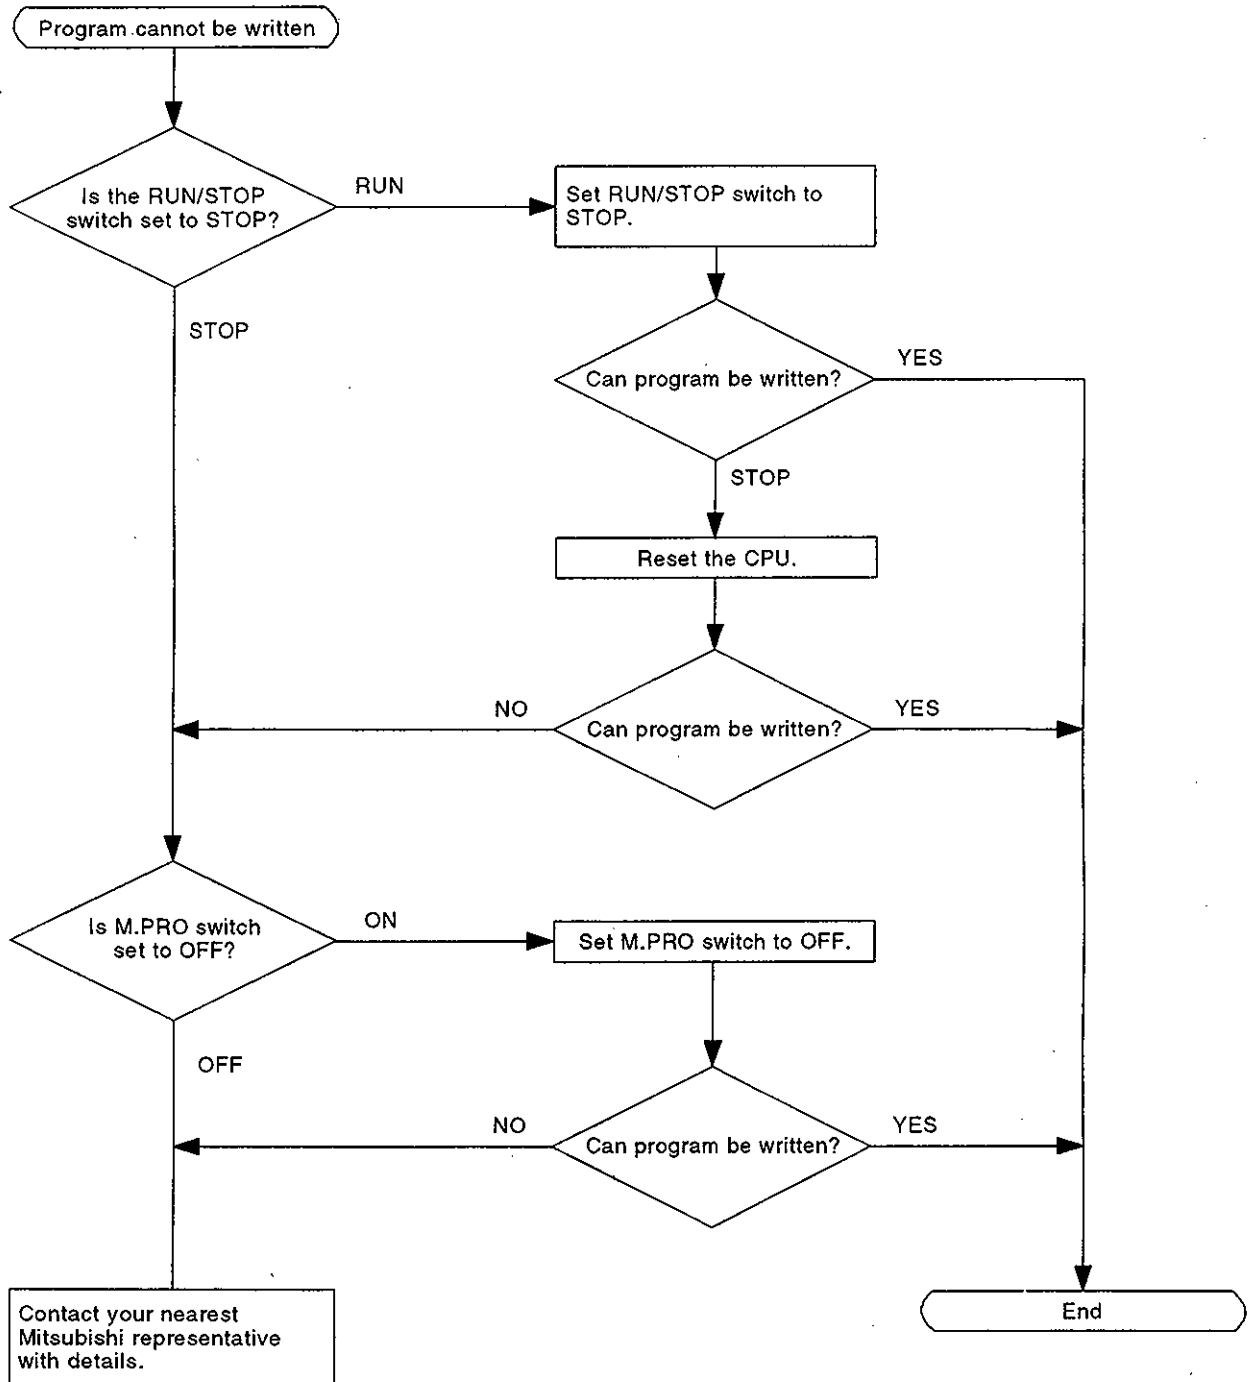 Program cannot be written
Is the RUN/STOP
switch set to STOP?
RUN
Set RUN/STOP switch to
STOP.
STOP
Can program be written?
YES
STOP
Reset the CPU.
NO
Can program be written?
YES
Is M.PRO switch
set to OFF?
ON
Set M.PRO switch to OFF.
OFF
NO
Can program be written?
YES
Contact your nearest
Mitsubishi representative
with details.
End